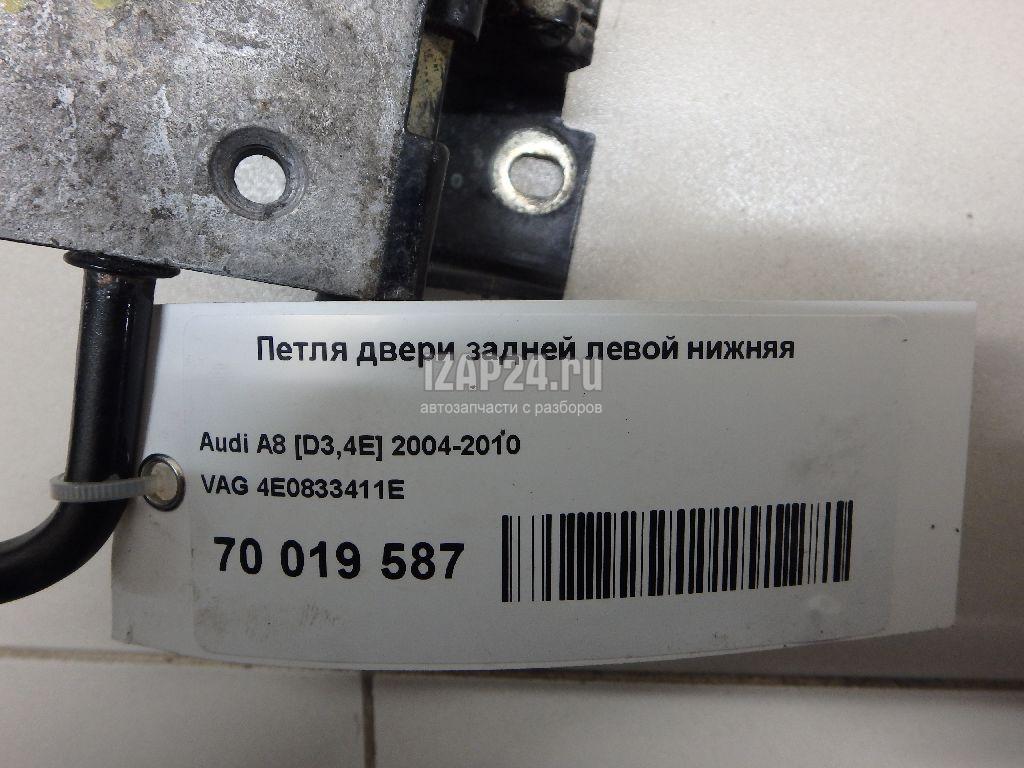 Петля двери задней левой нижняя
IZAP24.ru
автозапчасти с разборов
Audi A8 [D3,4E] 2004-2010
VAG 4E0833411E
70 019 587